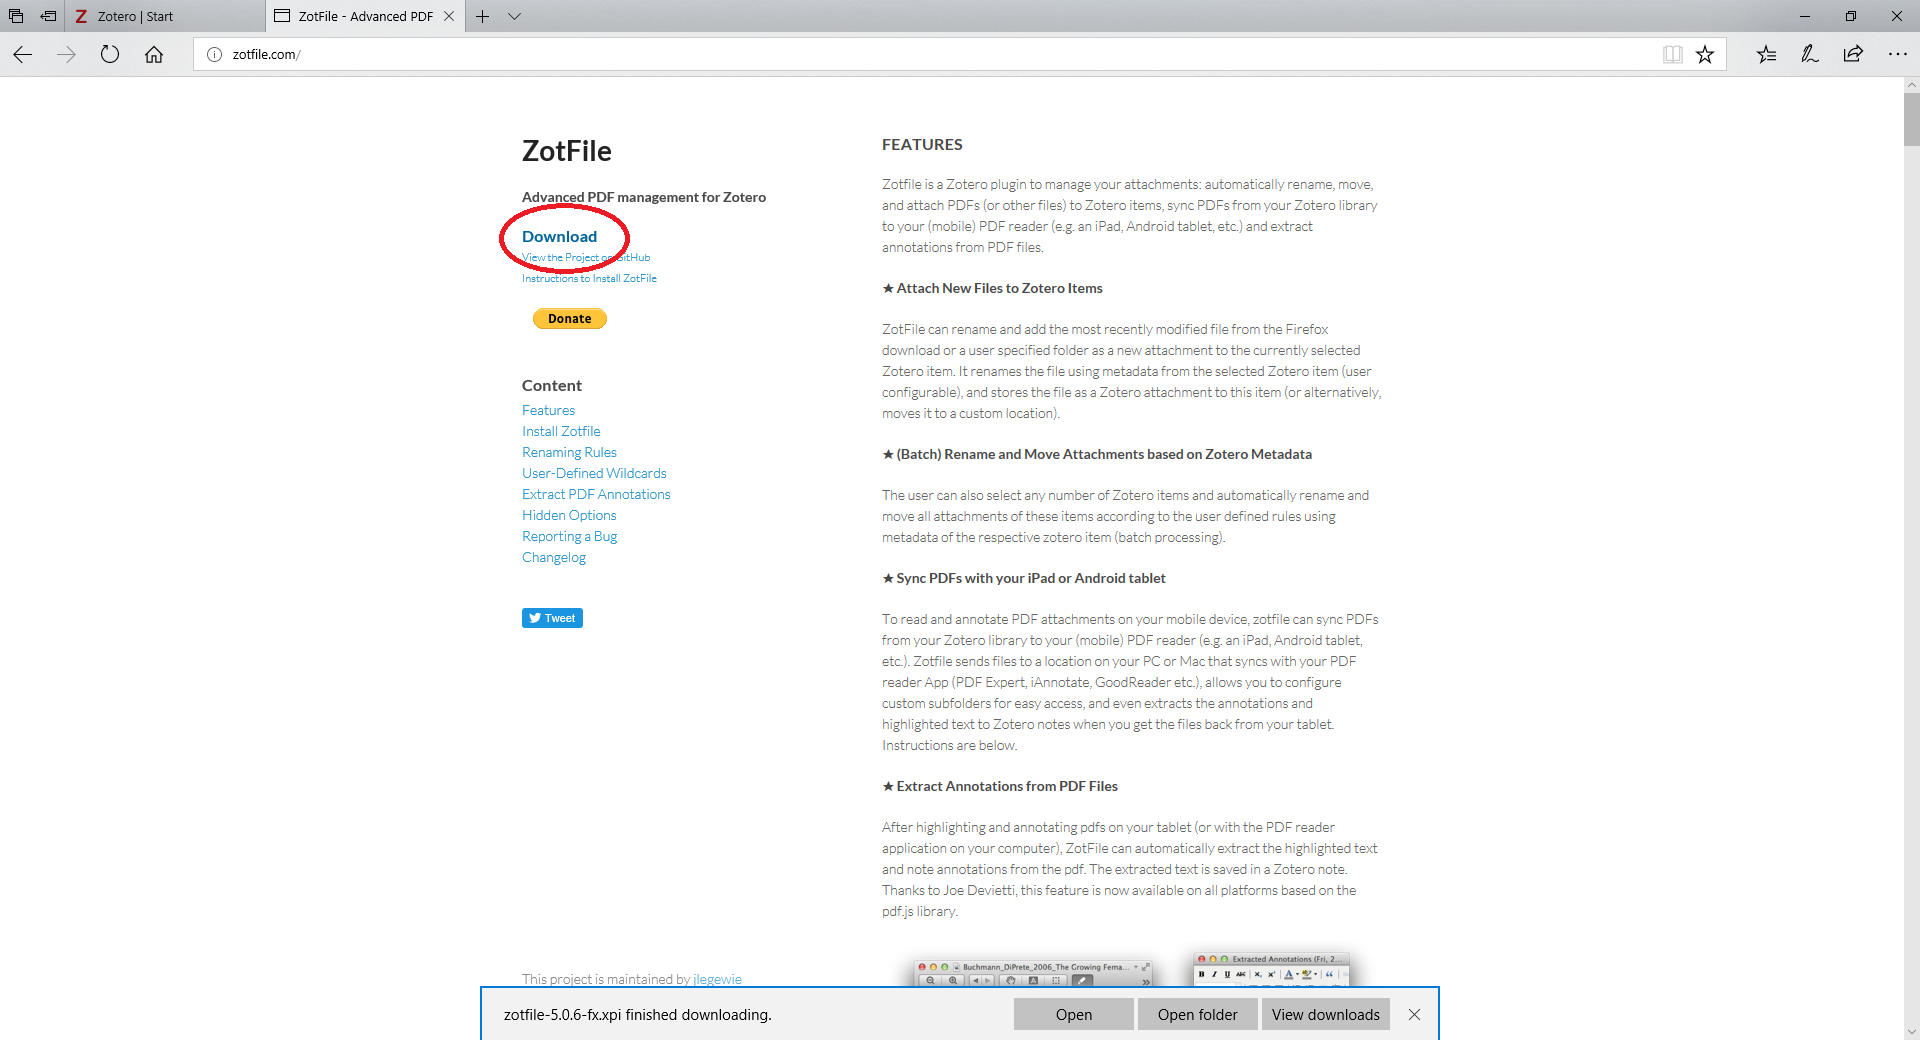 Zotero | Start
ZotFile - Advanced PDF
zotfile.com/
ZotFile
Advanced PDF management for Zotero
Download
View the Project on GitHub
Instructions to Install ZotFile
Donate
Content
Features
Install Zotfile
Renaming Rules
User-Defined Wildcards
Extract PDF Annotations
Hidden Options
Reporting a Bug
Changelog
Tweet
This project is maintained by jlegewie
FEATURES
Zotfile is a Zotero plugin to manage your attachments: automatically rename, move,
and attach PDFs (or other files) to Zotero items, sync PDFs from your Zotero library
to your (mobile) PDF reader (e.g. an iPad, Android tablet, etc.) and extract
annotations from PDF files.
★ Attach New Files to Zotero Items
ZotFile can rename and add the most recently modified file from the Firefox
download or a user specified folder as a new attachment to the currently selected
Zotero item. It renames the file using metadata from the selected Zotero item (user
configurable), and stores the file as a Zotero attachment to this item (or alternatively,
moves it to a custom location).
★ (Batch) Rename and Move Attachments based on Zotero Metadata
The user can also select any number of Zotero items and automatically rename and
move all attachments of these items according to the user defined rules using
metadata of the respective zotero item (batch processing).
★ Sync PDFs with your iPad or Android tablet
To read and annotate PDF attachments on your mobile device, zotfile can sync PDFs
from your Zotero library to your (mobile) PDF reader (e.g. an iPad, Android tablet,
etc.). Zotfile sends files to a location on your PC or Mac that syncs with your PDF
reader App (PDF Expert, iAnnotate, GoodReader etc.), allows you to configure
custom subfolders for easy access, and even extracts the annotations and
highlighted text to Zotero notes when you get the files back from your tablet.
Instructions are below.
★ Extract Annotations from PDF Files
After highlighting and annotating pdfs on your tablet (or with the PDF reader
application on your computer), ZotFile can automatically extract the highlighted text
and note annotations from the pdf. The extracted text is saved in a Zotero note.
Thanks to Joe Devietti, this feature is now available on all platforms based on the
pdf.js library.
Buchmann_DiPrete_2006_The Growing Fema...
Extracted Annotations (Fri, 2...
B I U ABC X₂ X² A
zotfile-5.0.6-fx.xpi finished downloading.
Open
Open folder
View downloads